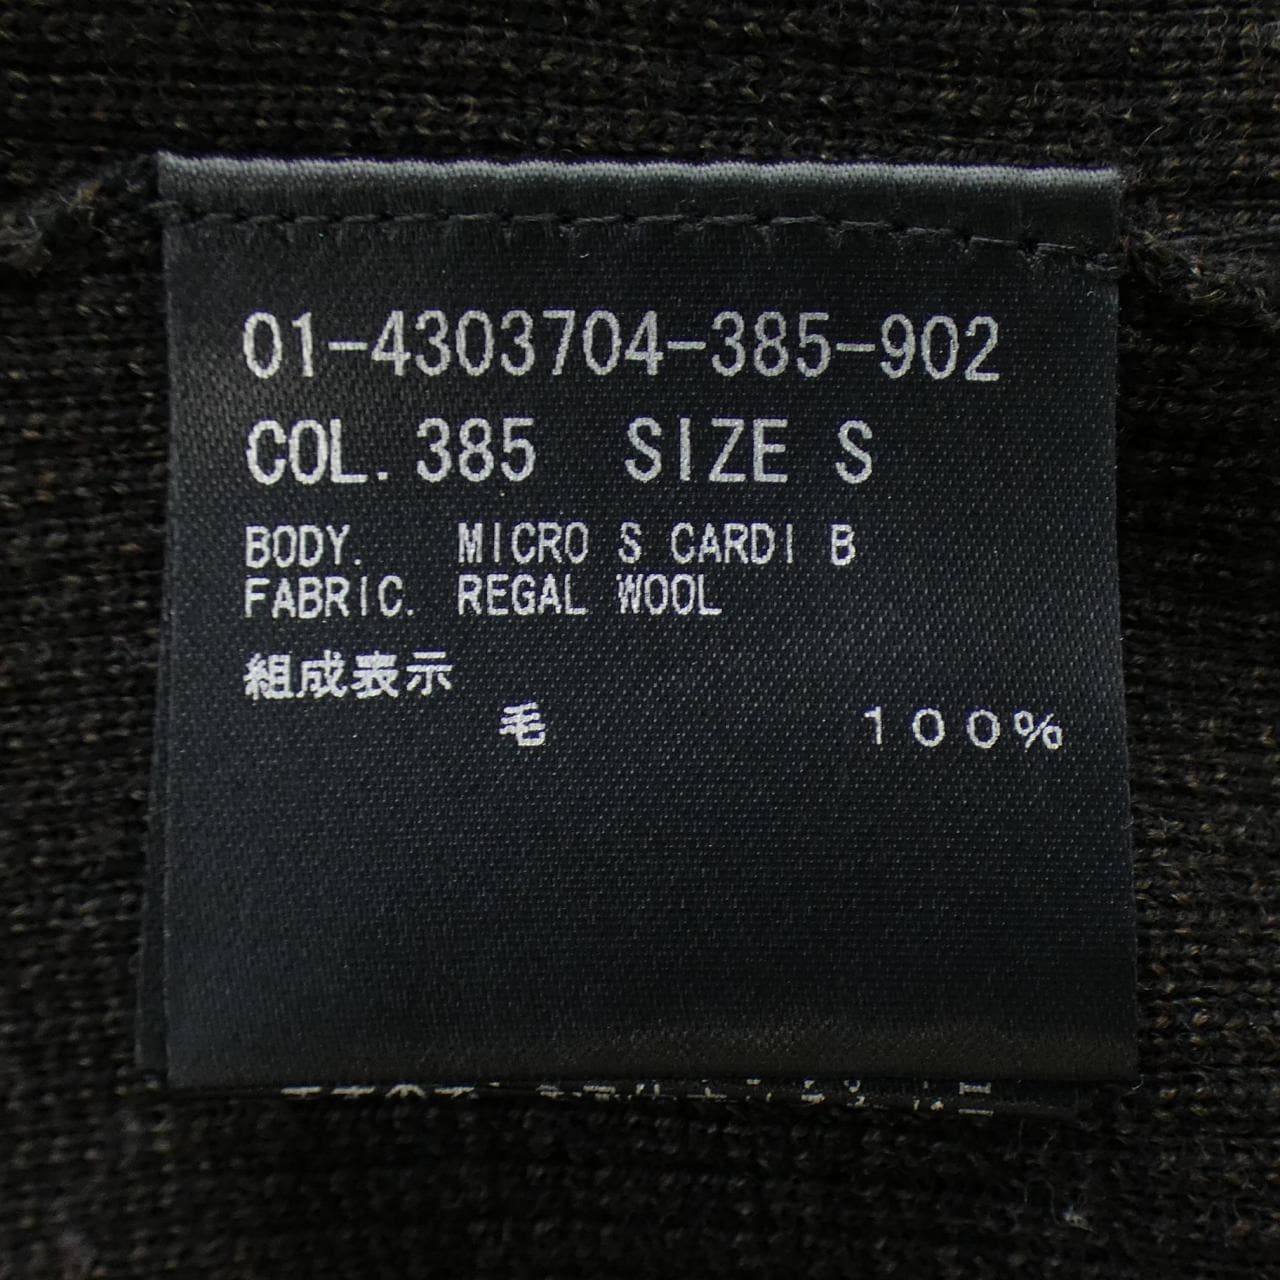 01-4303704-385-902
COL. 385 SIZE S
BODY. MICRO S CARDI B
FABRIC. REGAL WOOL
組成表示
毛 100%